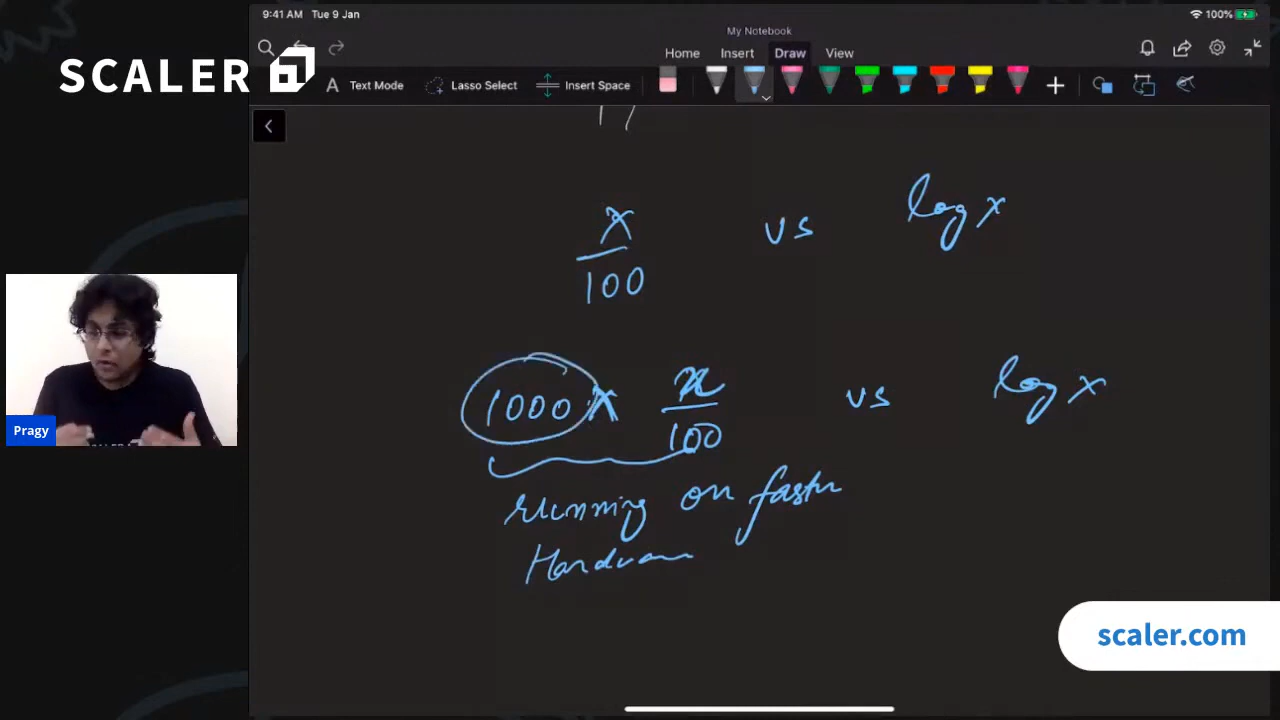 9:41 AM Tue 9 Jan
100%
My Notebook
Home Insert Draw View
SCALER
A Text Mode Lasso Select Insert Space
17
x vs log x
100
1000 x x vs log x
100
Pragy
running on faster
Hardware
scaler.com